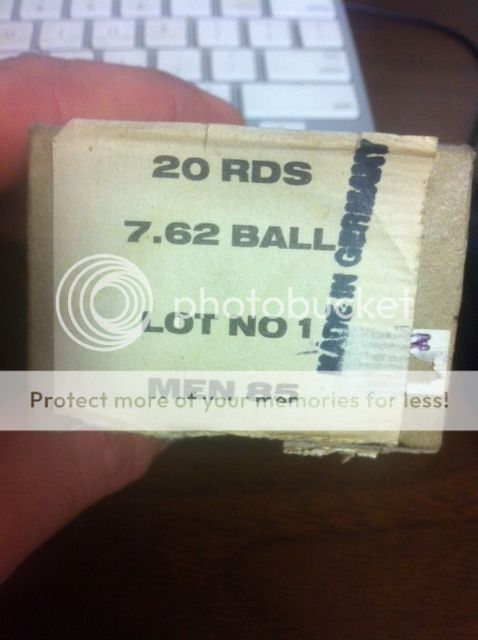 20 RDS
7.62 BALL
LOT NO 1
MEN 85
MADE IN GERMANY
photobucket
Protect more of your memories for less!